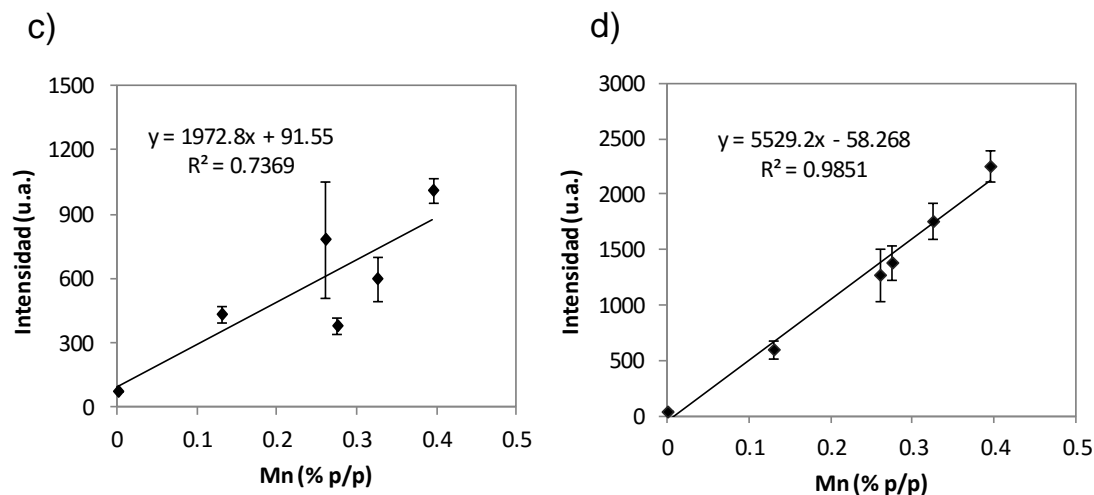 c)
1500
1200
900
600
300
0
y = 1972.8x + 91.55
R² = 0.7369
0 0.1 0.2 0.3 0.4 0.5
Mn (% p/p)
Intensidad (u.a.)
d)
3000
2500
2000
1500
1000
500
0
y = 5529.2x - 58.268
R² = 0.9851
0 0.1 0.2 0.3 0.4 0.5
Mn (% p/p)
Intensidad (u.a.)